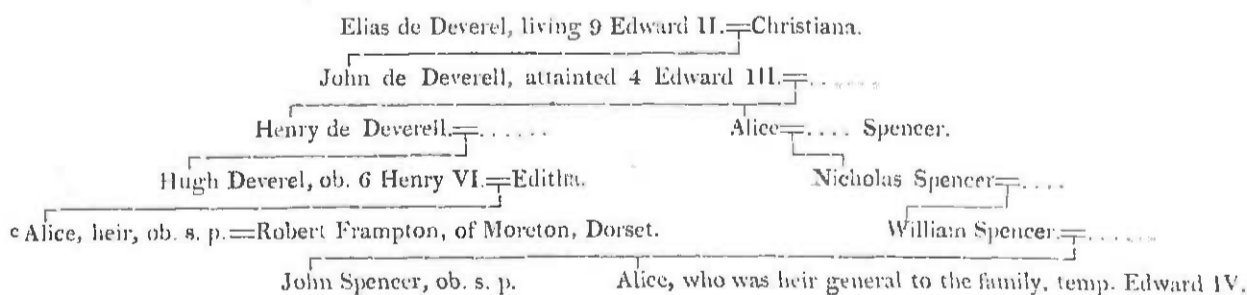 Elias de Deverel, living 9 Edward II.=Christiana.
John de Deverell, attainted 4 Edward III.=......
Henry de Deverell.=...... Alice=.... Spencer.
Hugh Deverel, ob. 6 Henry VI.=Editha. Nicholas Spencer=....
c Alice, heir, ob. s. p.=Robert Frampton, of Moreton, Dorset. William Spencer.=......
John Spencer, ob. s. p. Alice, who was heir general to the family, temp. Edward IV.